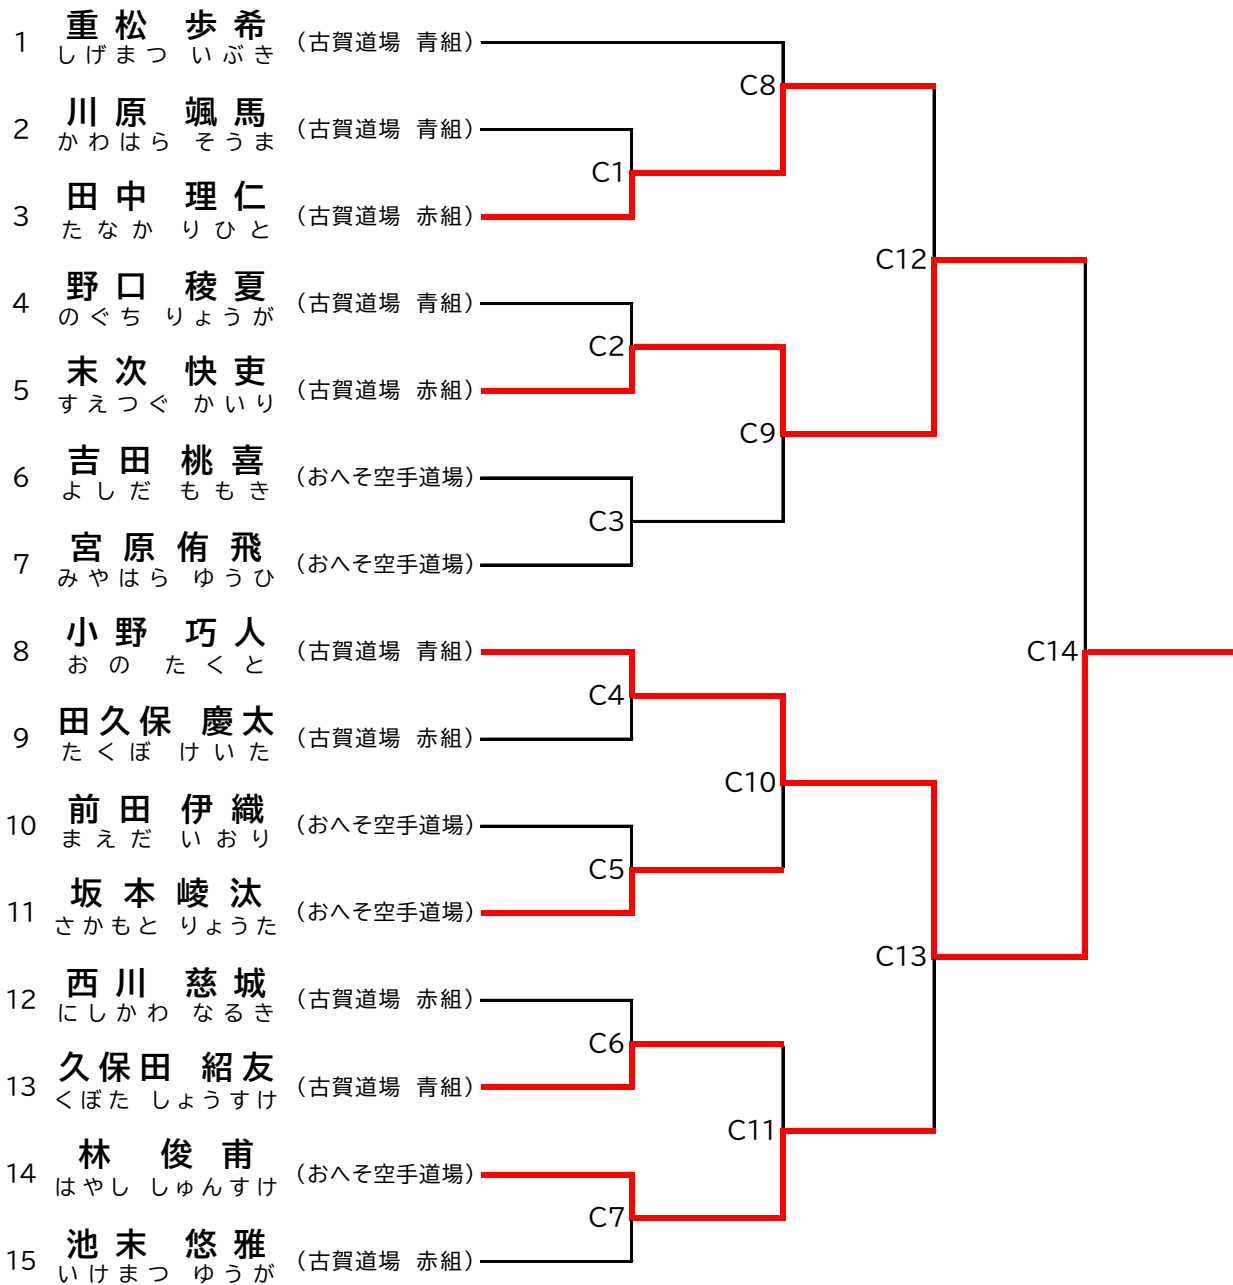 1 重松 歩希 (古賀道場 青組)
しげまつ いぶき
C8
2 川原 颯馬 (古賀道場 青組)
かわはら そうま
C1
3 田中 理仁 (古賀道場 赤組)
たなか りひと
C12
4 野口 稜夏 (古賀道場 青組)
のぐち りょうが
C2
5 末次 快吏 (古賀道場 赤組)
すえつぐ かいり
C9
6 吉田 桃喜 (おへそ空手道場)
よしだ ももき
C3
7 宮原 侑飛 (おへそ空手道場)
みやはら ゆうひ
8 小野 巧人 (古賀道場 青組)
おの たくと
C14
C4
9 田久保 慶太 (古賀道場 赤組)
たくぼ けいた
C10
10 前田 伊織 (おへそ空手道場)
まえだ いおり
C5
11 坂本 崚汰 (おへそ空手道場)
さかもと りょうた
C13
12 西川 慈城 (古賀道場 赤組)
にしかわ なるき
C6
13 久保田 紹友 (古賀道場 青組)
くぼた しょうすけ
C11
14 林 俊甫 (おへそ空手道場)
はやし しゅんすけ
C7
15 池末 悠雅 (古賀道場 赤組)
いけまつ ゆうが